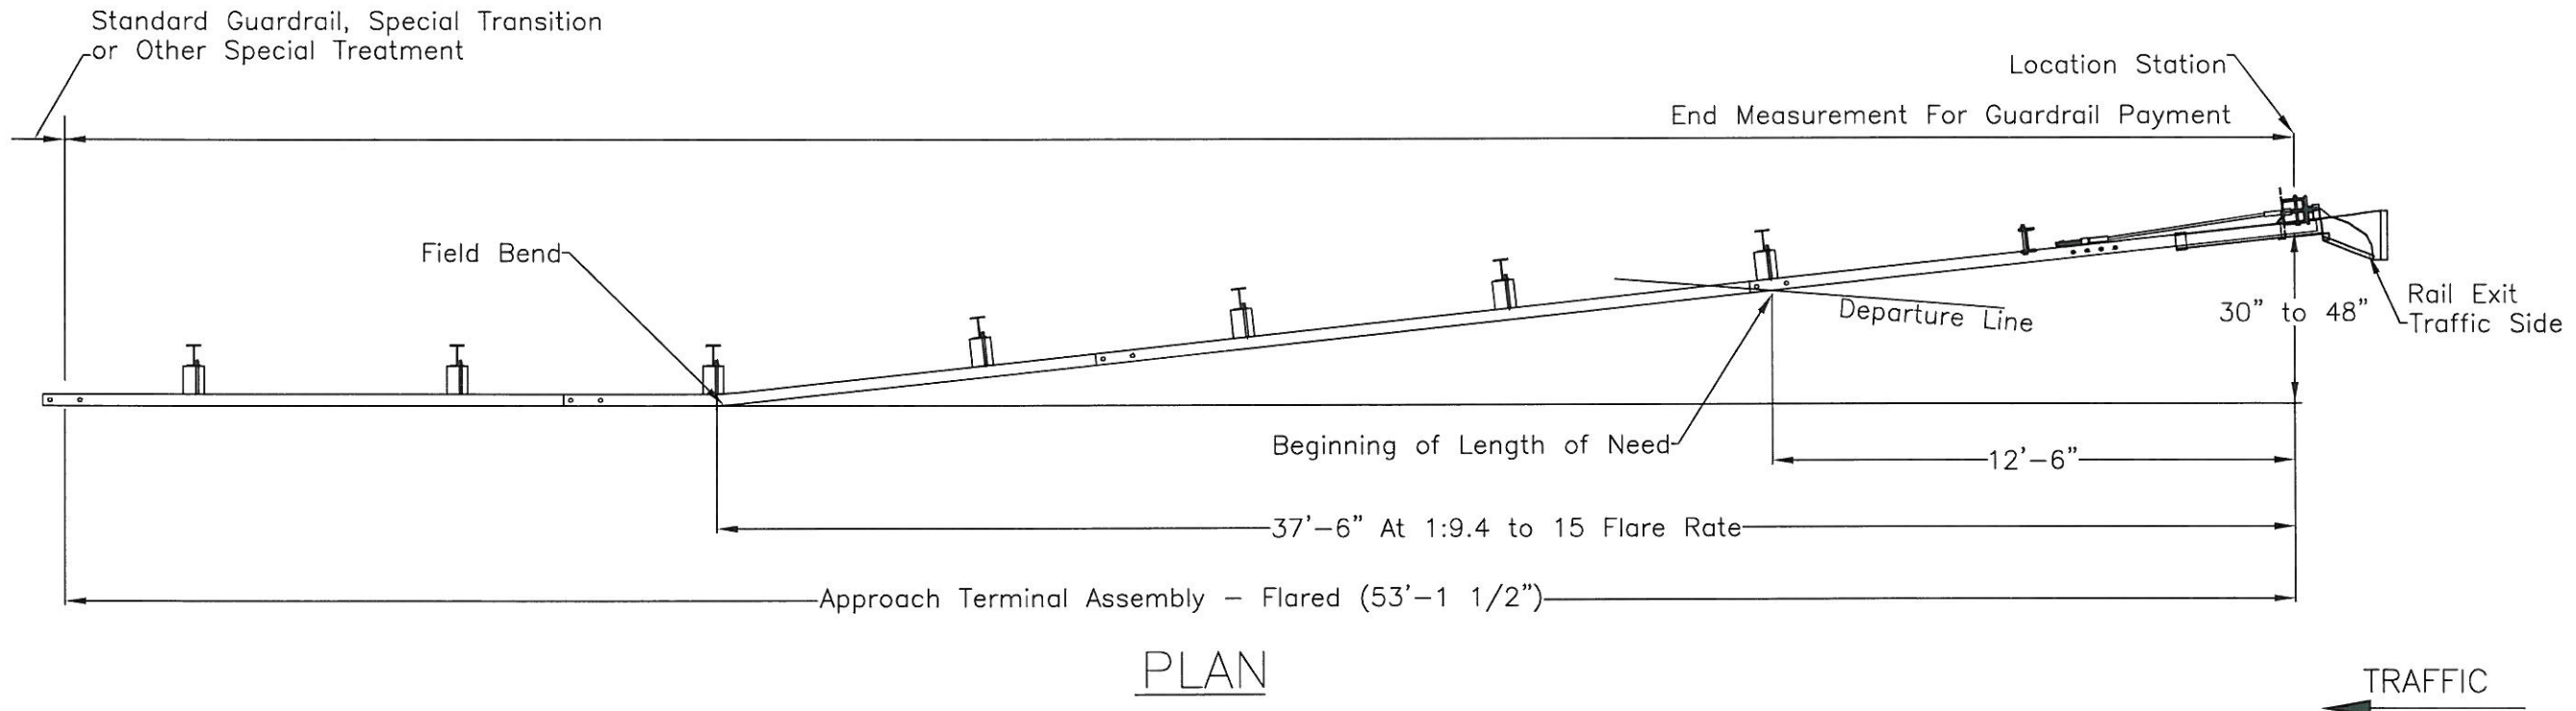 Standard Guardrail, Special Transition
or Other Special Treatment
Location Station
End Measurement For Guardrail Payment
Field Bend
Departure Line
30" to 48"
Rail Exit
Traffic Side
Beginning of Length of Need
12'-6"
37'-6" At 1:9.4 to 15 Flare Rate
Approach Terminal Assembly - Flared (53'-1 1/2")
PLAN
TRAFFIC